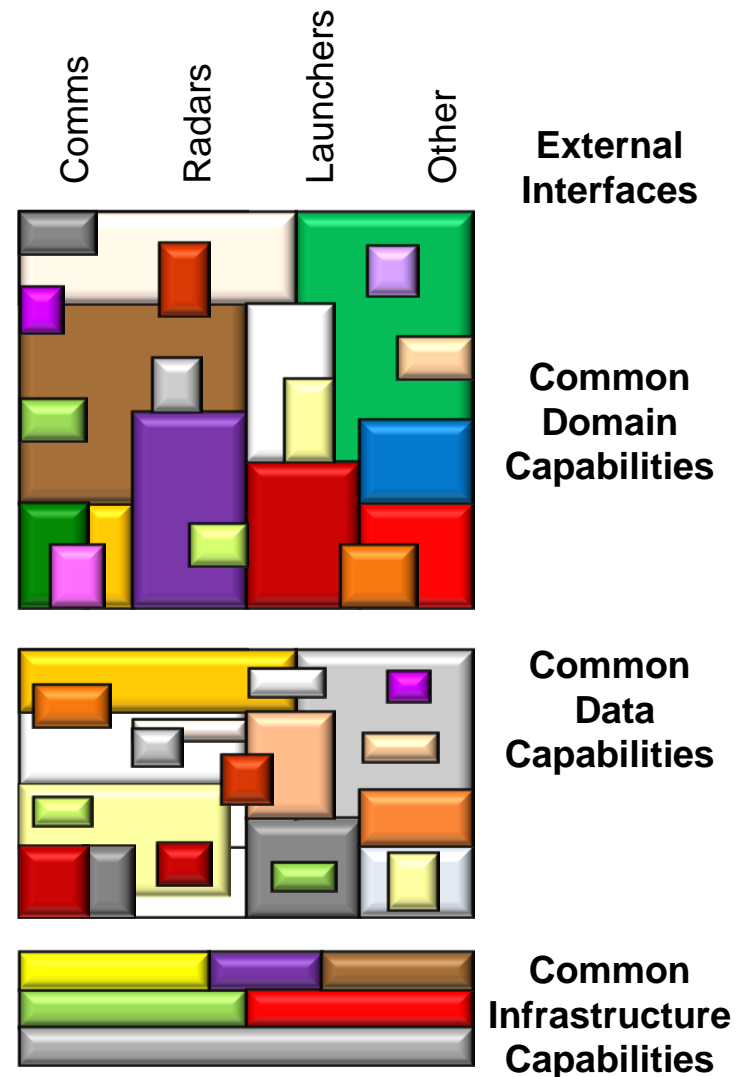 Comms
Radars
Launchers
Other
External
Interfaces
Common
Domain
Capabilities
Common
Data
Capabilities
Common
Infrastructure
Capabilities